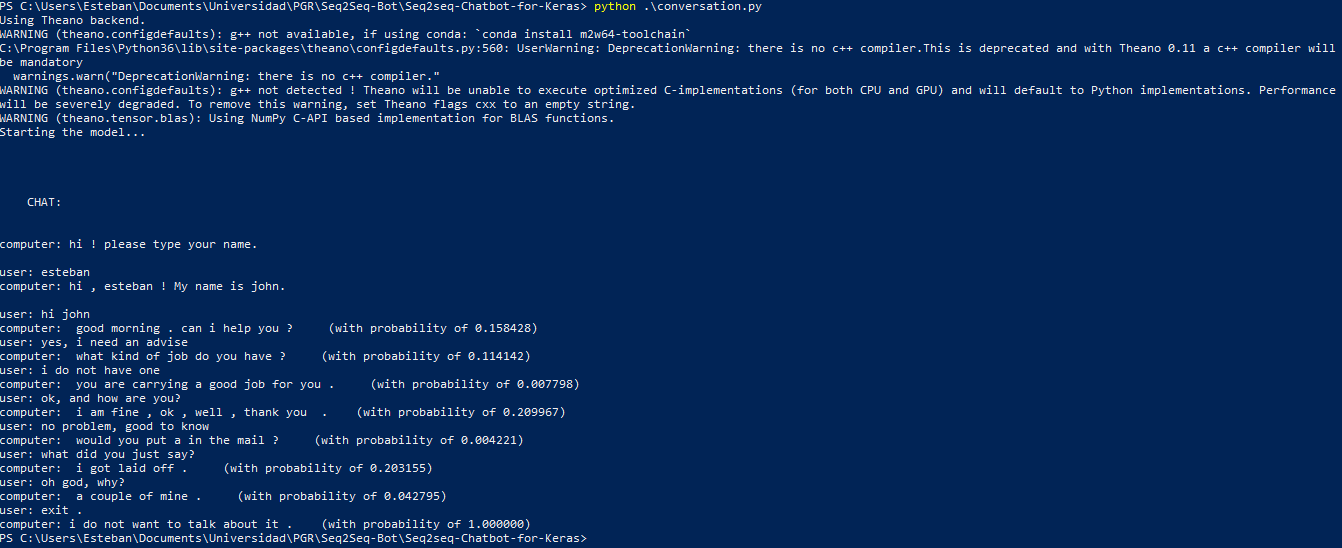 PS C:\Users\Esteban\Documents\Universidad\PGR\Seq2Seq-Bot\Seq2seq-Chatbot-for-Keras> python .\conversation.py
Using Theano backend.
WARNING (theano.configdefaults): g++ not available, if using conda: `conda install m2w64-toolchain`
C:\Program Files\Python36\lib\site-packages\theano\configdefaults.py:560: UserWarning: DeprecationWarning: there is no c++ compiler.This is deprecated and with Theano 0.11 a c++ compiler will
be mandatory
  warnings.warn("DeprecationWarning: there is no c++ compiler."
WARNING (theano.configdefaults): g++ not detected ! Theano will be unable to execute optimized C-implementations (for both CPU and GPU) and will default to Python implementations. Performance
will be severely degraded. To remove this warning, set Theano flags cxx to an empty string.
WARNING (theano.tensor.blas): Using NumPy C-API based implementation for BLAS functions.
Starting the model...
CHAT:
computer: hi ! please type your name.
user: esteban
computer: hi , esteban ! My name is john.
user: hi john
computer:  good morning . can i help you ?     (with probability of 0.158428)
user: yes, i need an advise
computer:  what kind of job do you have ?     (with probability of 0.114142)
user: i do not have one
computer:  you are carrying a good job for you .     (with probability of 0.007798)
user: ok, and how are you?
computer:  i am fine , ok , well , thank you  .    (with probability of 0.209967)
user: no problem, good to know
computer:  would you put a in the mail ?     (with probability of 0.004221)
user: what did you just say?
computer:  i got laid off .     (with probability of 0.203155)
user: oh god, why?
computer:  a couple of mine .     (with probability of 0.042795)
user: exit .
computer: i do not want to talk about it .    (with probability of 1.000000)
PS C:\Users\Esteban\Documents\Universidad\PGR\Seq2Seq-Bot\Seq2seq-Chatbot-for-Keras>